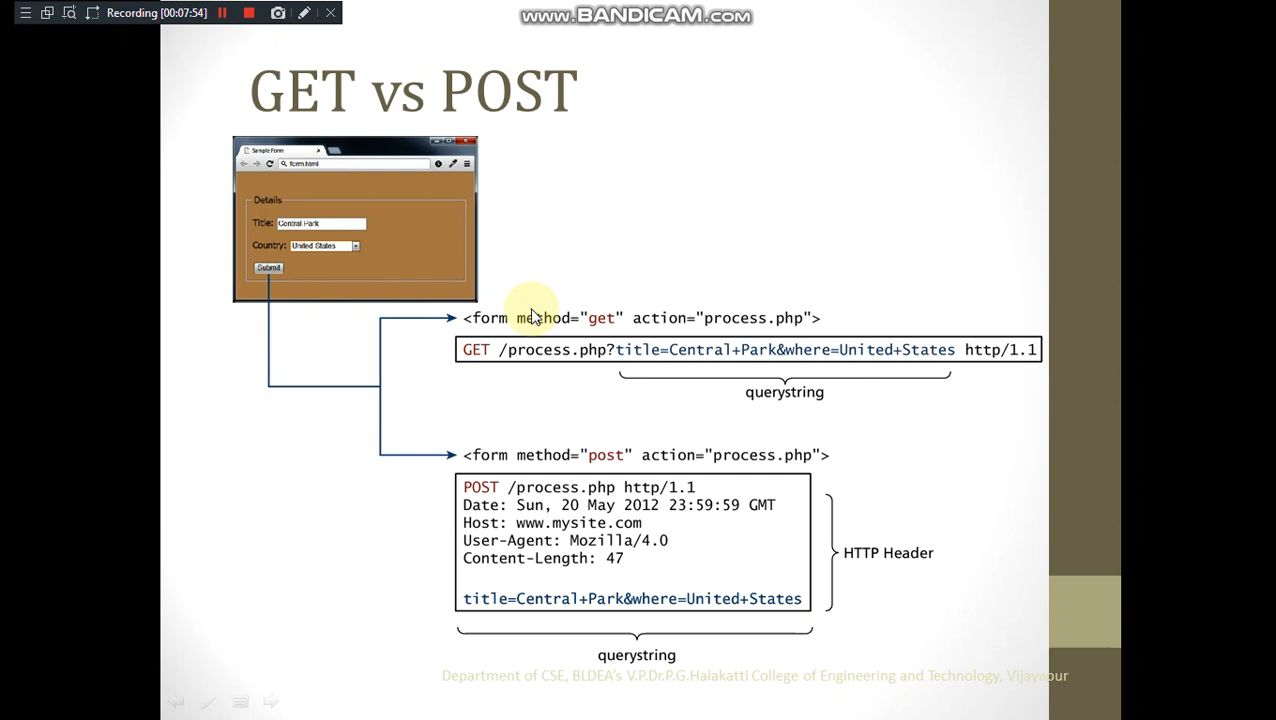 Recording [00:07:54]
www.BANDICAM.com
GET vs POST
Sample Form
form.html
Details
Title: Central Park
Country: United States
Submit
<form method="get" action="process.php">
GET /process.php?title=Central+Park&where=United+States http/1.1
querystring
<form method="post" action="process.php">
POST /process.php http/1.1
Date: Sun, 20 May 2012 23:59:59 GMT
Host: www.mysite.com
User-Agent: Mozilla/4.0
Content-Length: 47
HTTP Header
title=Central+Park&where=United+States
querystring
Department of CSE, BLDEA's V.P.Dr.P.G.Halakatti College of Engineering and Technology, Vijayapur